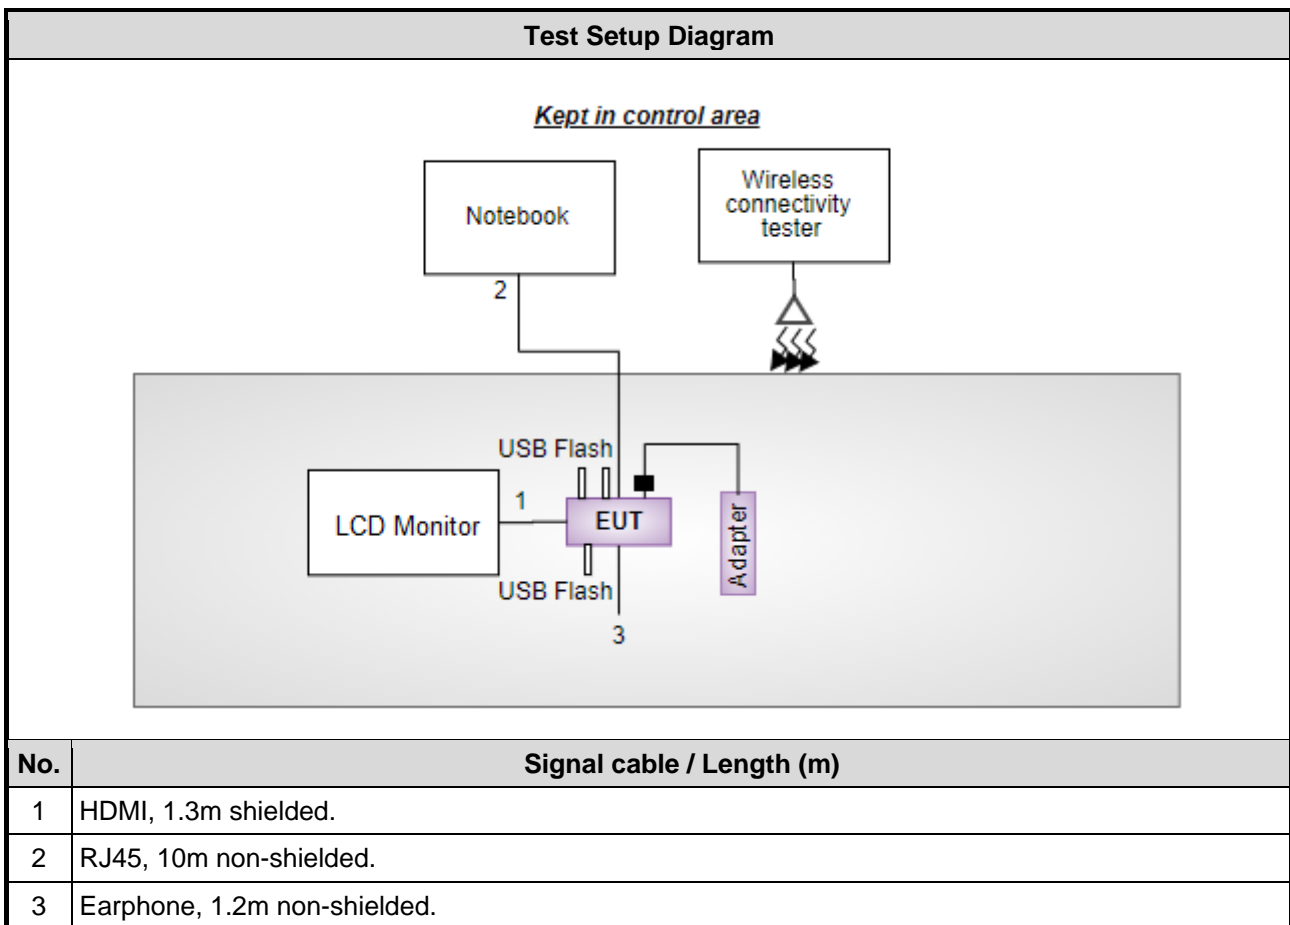 Test Setup Diagram
Kept in control area
Notebook
Wireless
connectivity
tester
2
USB Flash
1
LCD Monitor
EUT
Adapter
USB Flash
3
No. Signal cable / Length (m)
1 HDMI, 1.3m shielded.
2 RJ45, 10m non-shielded.
3 Earphone, 1.2m non-shielded.